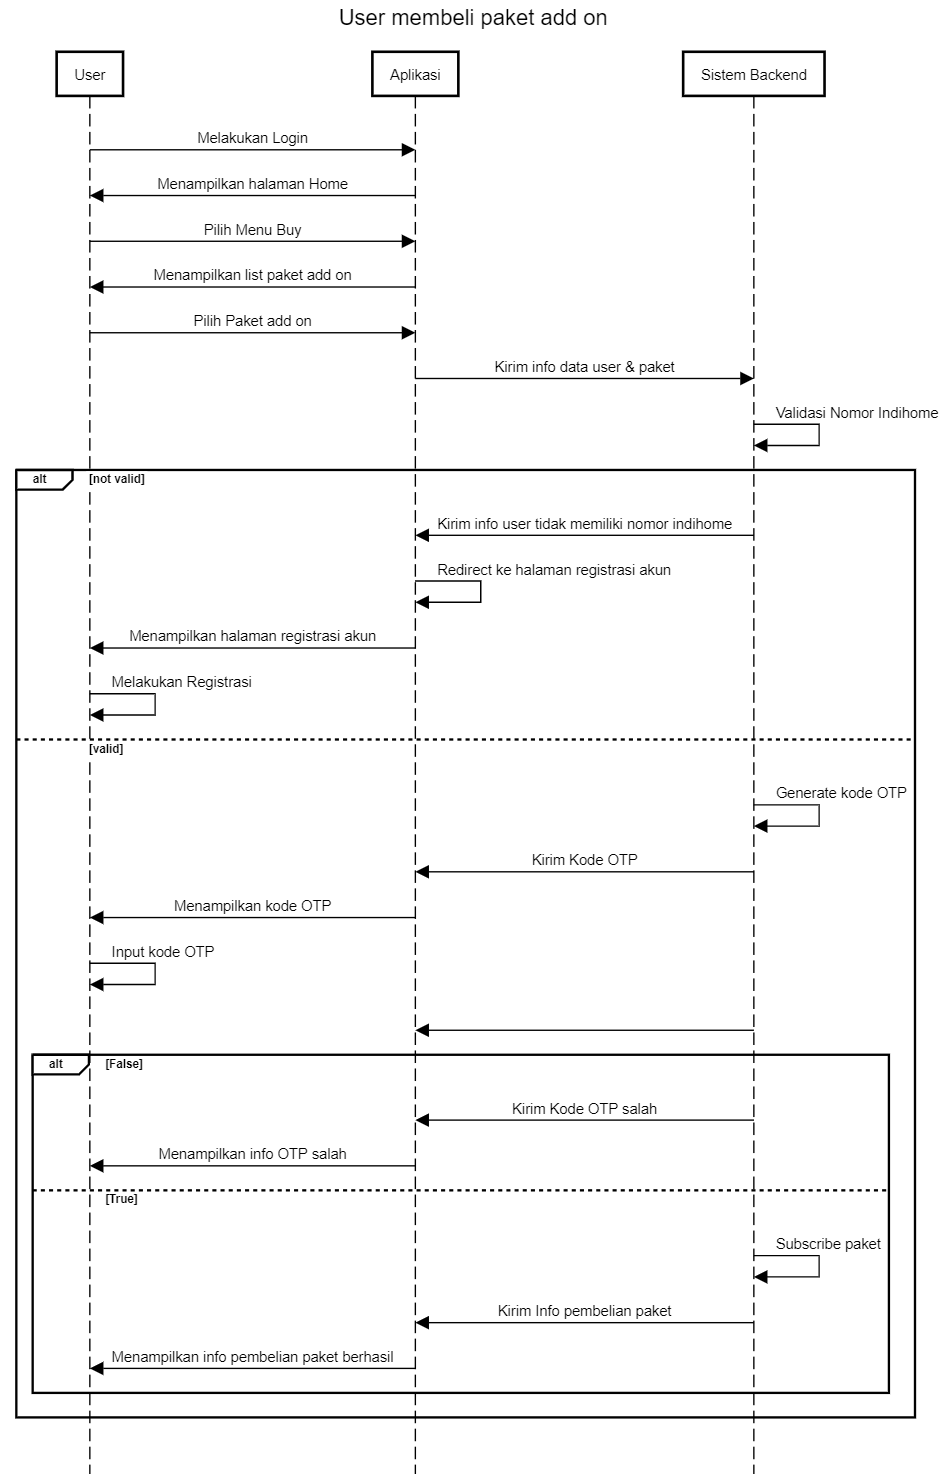 User membeli paket add on
User
Aplikasi
Sistem Backend
Melakukan Login
Menampilkan halaman Home
Pilih Menu Buy
Menampilkan list paket add on
Pilih Paket add on
Kirim info data user & paket
Validasi Nomor Indihome
alt [not valid]
Kirim info user tidak memiliki nomor indihome
Redirect ke halaman registrasi akun
Menampilkan halaman registrasi akun
Melakukan Registrasi
[valid]
Generate kode OTP
Kirim Kode OTP
Menampilkan kode OTP
Input kode OTP
alt [False]
Kirim Kode OTP salah
Menampilkan info OTP salah
[True]
Subscribe paket
Kirim Info pembelian paket
Menampilkan info pembelian paket berhasil